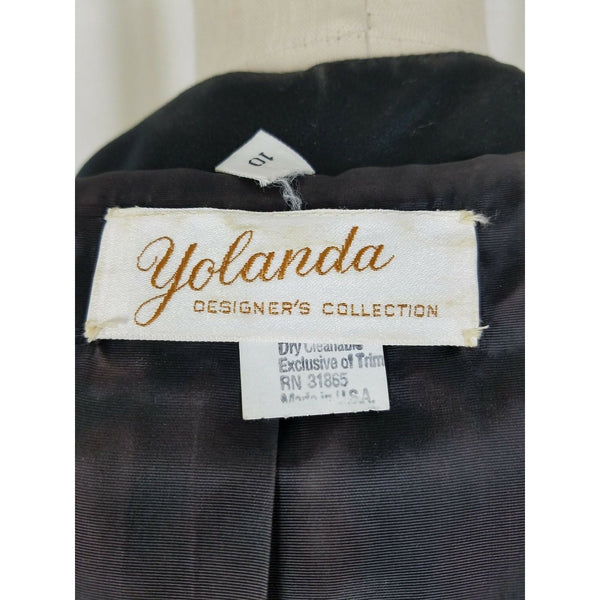 10
Yolanda
DESIGNER'S COLLECTION
Dry Cleanable
Exclusive of Trim
RN 31865
Made in U.S.A.